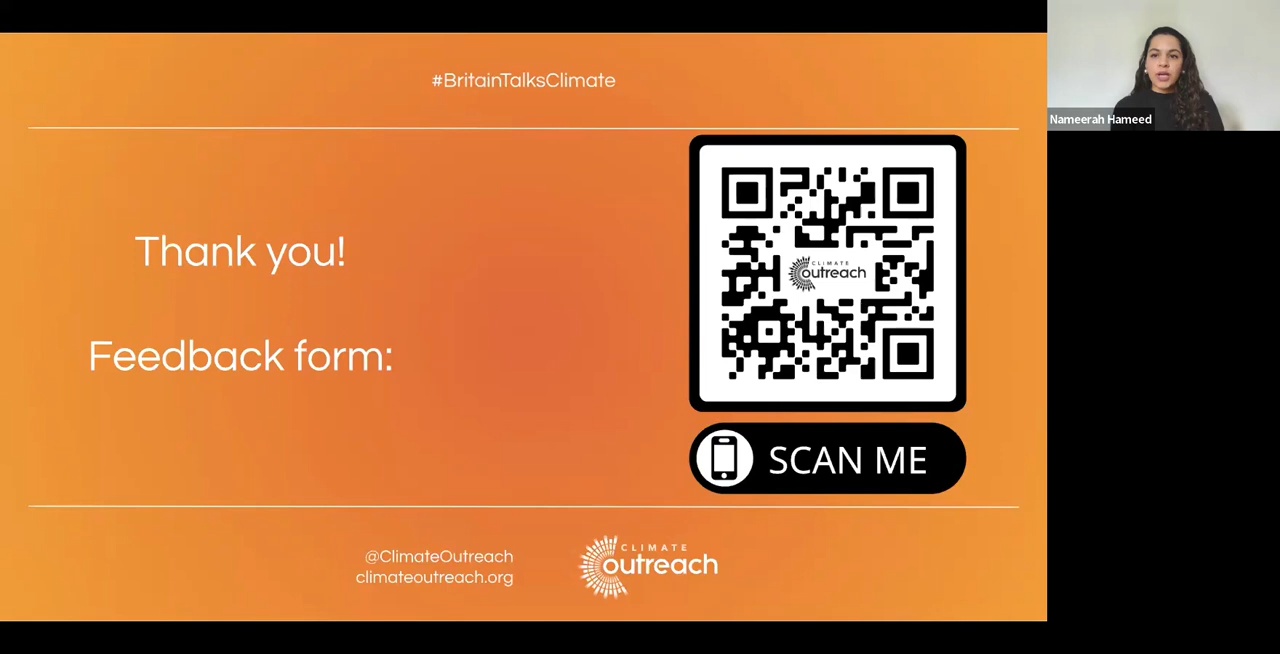 #BritainTalksClimate
Nameerah Hameed
Thank you!
CLIMATE
outreach
Feedback form:
SCAN ME
@ClimateOutreach
climateoutreach.org
CLIMATE
outreach